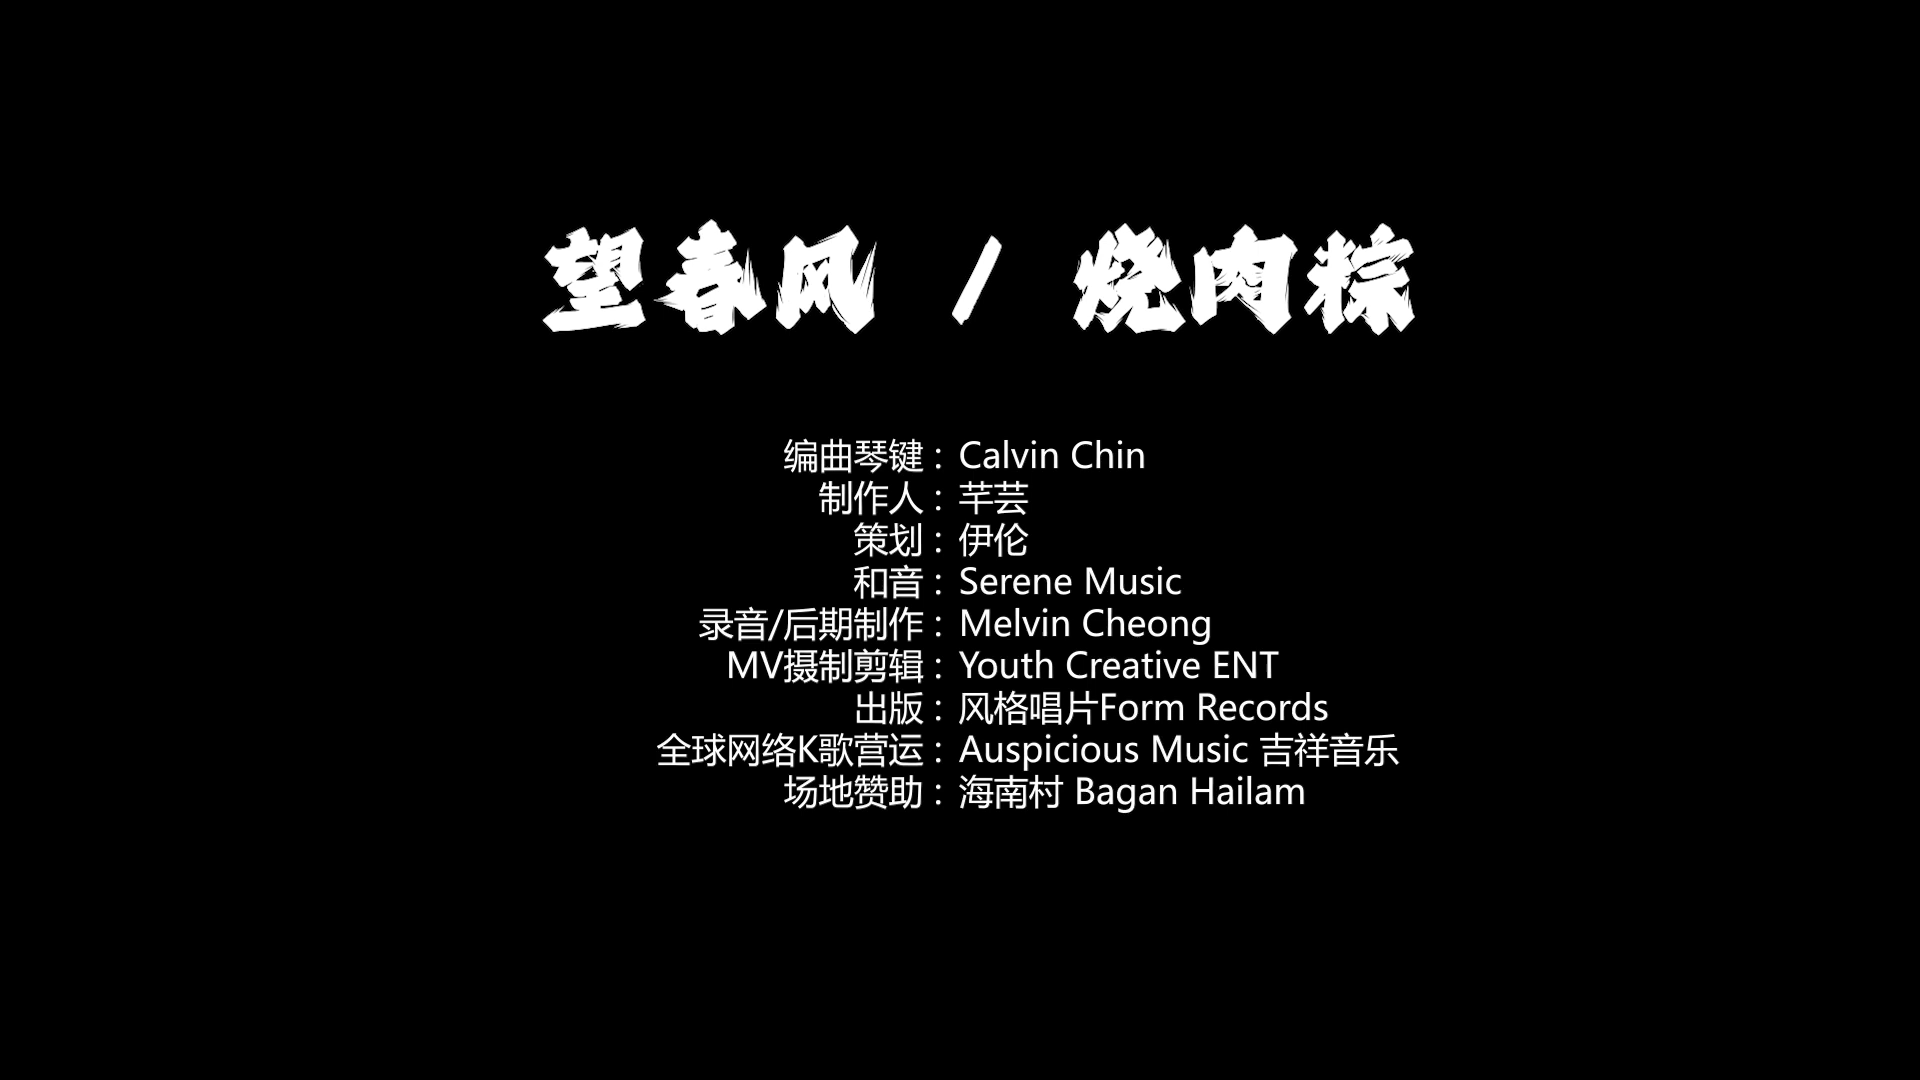 望春风 / 烧肉粽
编曲琴键：Calvin Chin
制作人：芊芸
策划：伊伦
和音：Serene Music
录音/后期制作：Melvin Cheong
MV摄制剪辑：Youth Creative ENT
出版：风格唱片Form Records
全球网络K歌营运：Auspicious Music 吉祥音乐
场地赞助：海南村 Bagan Hailam